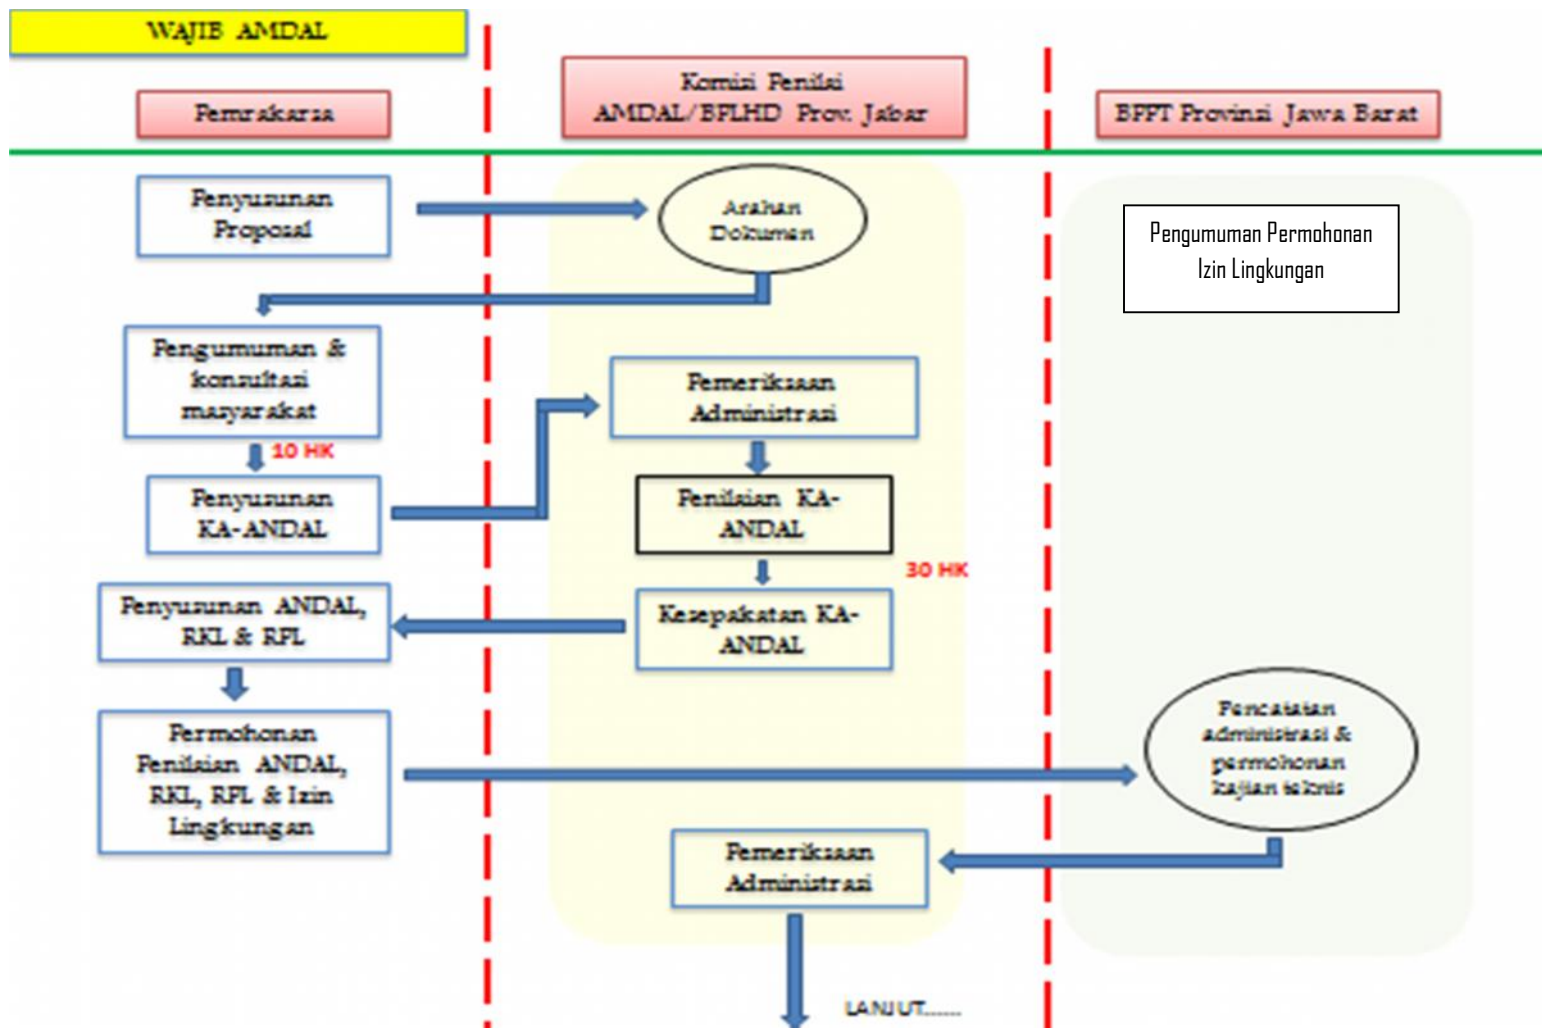 WAJIB AMDAL
Pemrakarsa
Komisi Penilai
AMDAL/BPLHD Prov. Jabar
BPPT Provinsi Jawa Barat
Penyusunan
Proposal
Arahan
Dokumen
Pengumuman Permohonan
Izin Lingkungan
Pengumuman &
konsultasi
masyarakat
10 HK
Penyusunan
KA-ANDAL
Pemeriksaan
Administrasi
Penilaian KA-
ANDAL
30 HK
Kesepakatan KA-
ANDAL
Penyusunan ANDAL,
RKL & RPL
Permohonan
Penilaian ANDAL,
RKL, RPL & Izin
Lingkungan
Pencatatan
administrasi &
permohonan
kajian teknis
Pemeriksaan
Administrasi
LANJUT......